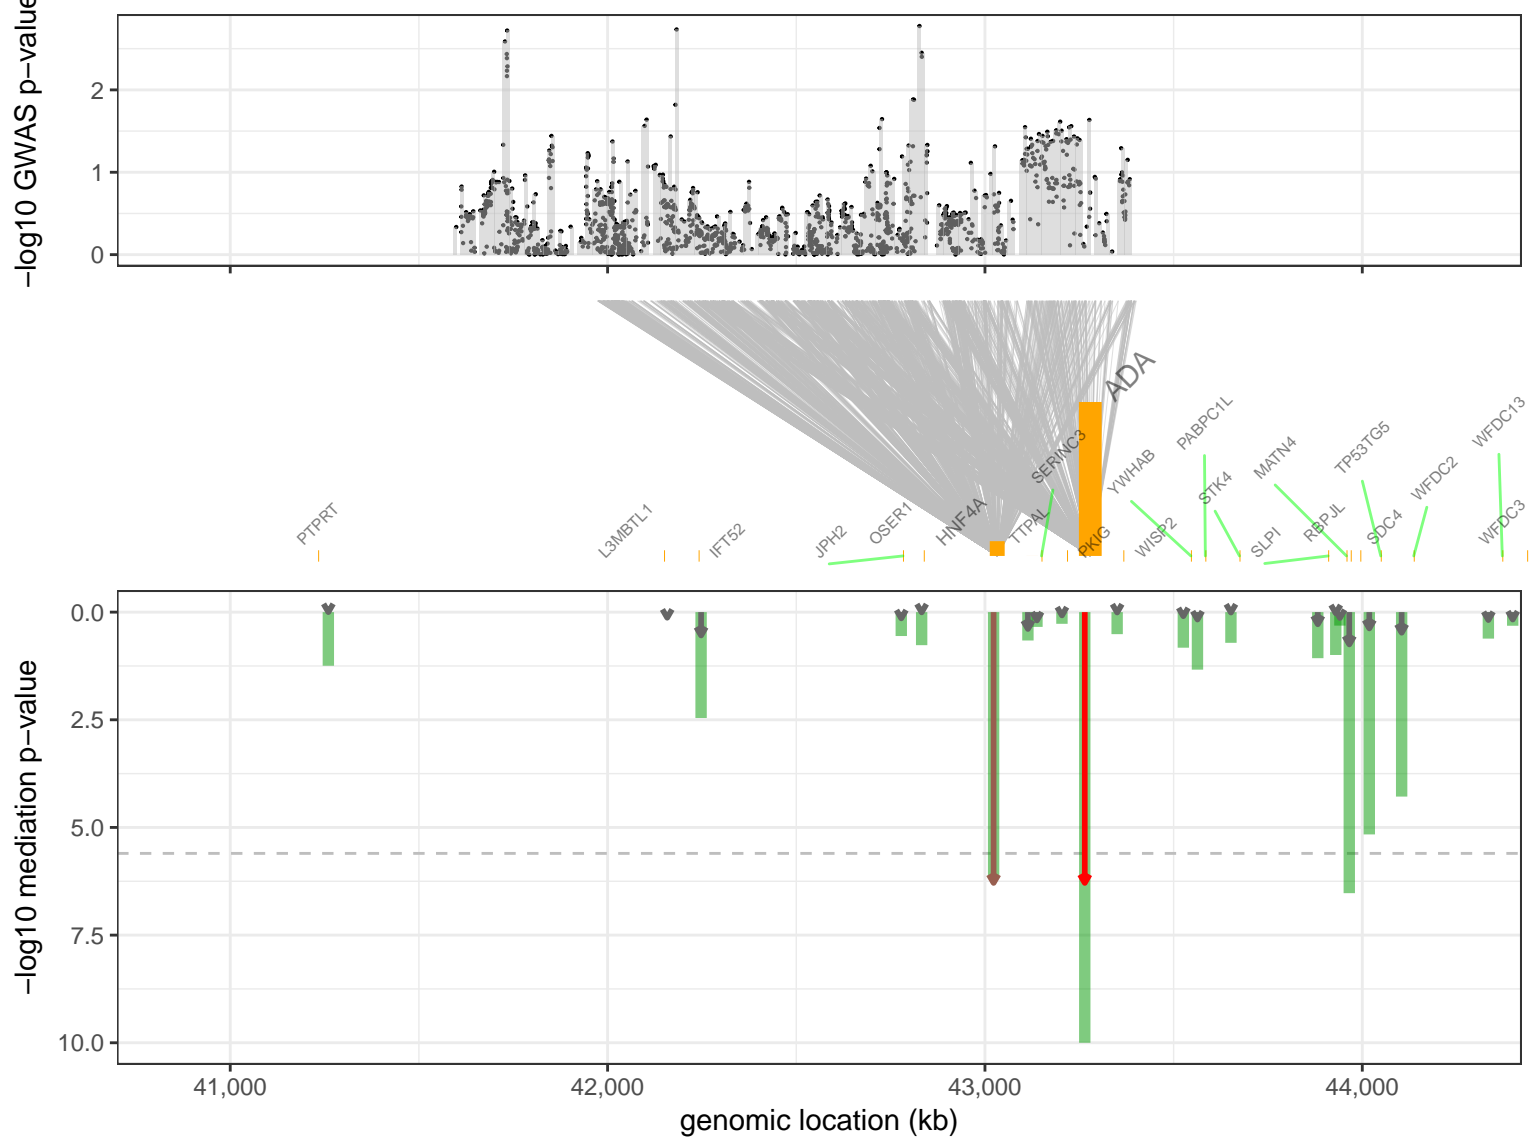 −log10 GWAS p−value
2
1
0
ADA
PTPRT
L3MBTL1
IFT52
JPH2
OSER1
HNF4A
TTPAL
SERINC3
PKIG
YWHAB
WISP2
PABPC1L
STK4
SLPI
MATN4
RBPJL
TP53TG5
SDC4
WFDC2
WFDC13
WFDC3
−log10 mediation p−value
0.0
2.5
5.0
7.5
10.0
41,000
42,000
43,000
44,000
genomic location (kb)